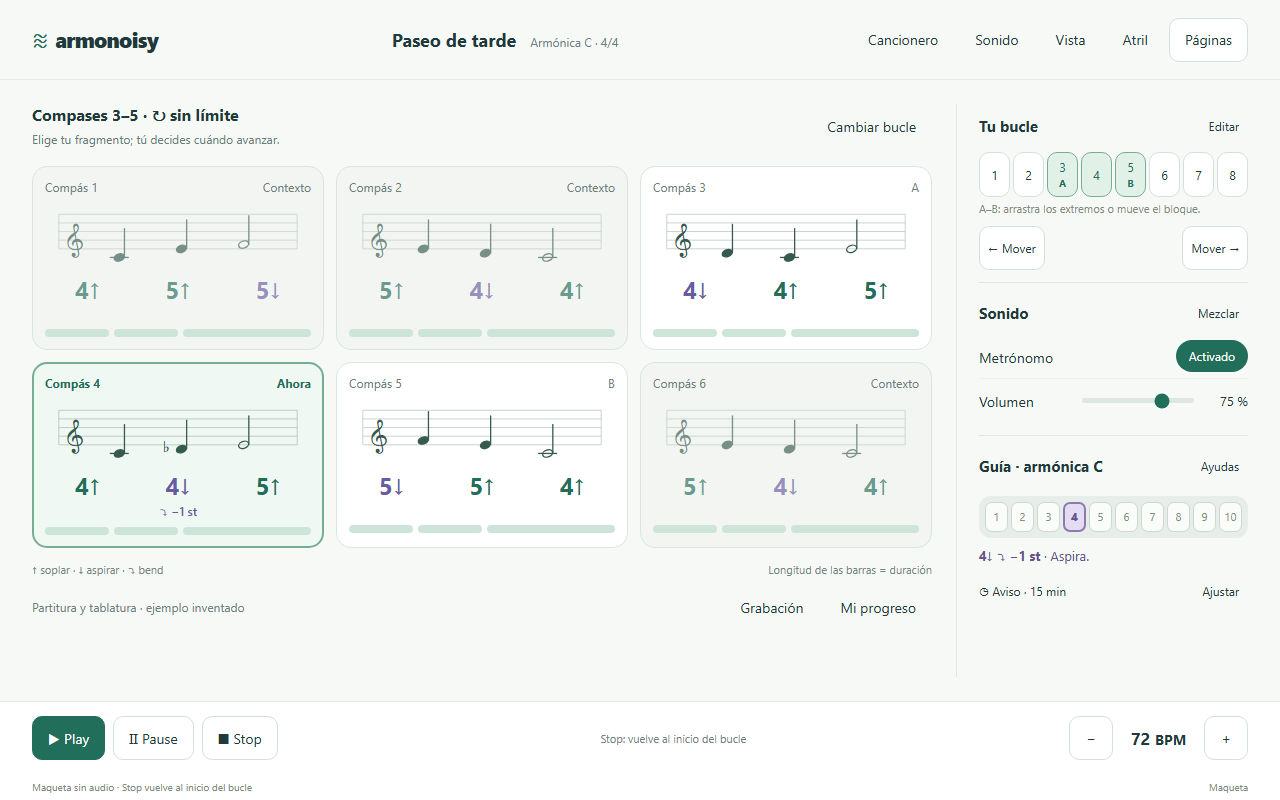 armonoisy
Paseo de tarde Armónica C · 4/4
Cancionero Sonido Vista Atril Páginas
Compases 3–5 · ↻ sin límite
Elige tu fragmento; tú decides cuándo avanzar.
Cambiar bucle
Compás 1 Contexto
4↑ 5↑ 5↓
Compás 2 Contexto
5↑ 4↓ 4↑
Compás 3 A
4↓ 4↑ 5↑
Compás 4 Ahora
4↑ 4↓ 5↑
⤵ −1 st
Compás 5 B
5↓ 5↑ 4↑
Compás 6 Contexto
5↑ 4↓ 4↑
↑ soplar · ↓ aspirar · ⤵ bend
Longitud de las barras = duración
Partitura y tablatura · ejemplo inventado
Grabación Mi progreso
Tu bucle Editar
1 2 3 4 5 6 7 8
A B
A–B: arrastra los extremos o mueve el bloque.
← Mover Mover →
Sonido Mezclar
Metrónomo Activado
Volumen 75 %
Guía · armónica C Ayudas
1 2 3 4 5 6 7 8 9 10
4↓ ⤵ −1 st · Aspira.
◷ Aviso · 15 min Ajustar
▶ Play II Pause ■ Stop
Stop: vuelve al inicio del bucle
− 72 BPM +
Maqueta sin audio · Stop vuelve al inicio del bucle
Maqueta